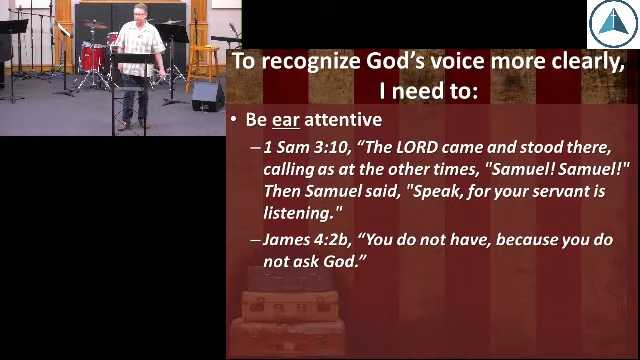 To recognize God's voice more clearly,
I need to:
• Be ear attentive
–1 Sam 3:10, “The LORD came and stood there,
calling as at the other times, "Samuel! Samuel!"
Then Samuel said, "Speak, for your servant is
listening."
–James 4:2b, “You do not have, because you do
not ask God.”